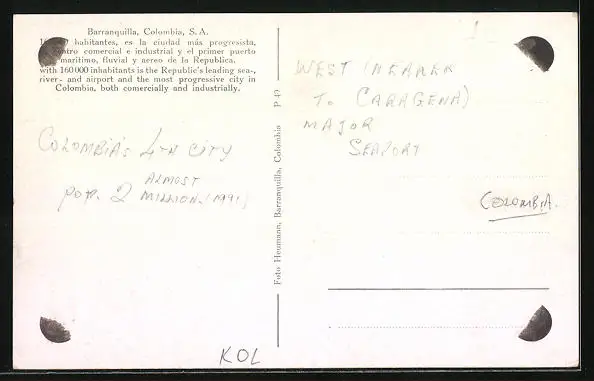 Barranquilla, Colombia, S. A.
habitantes, es la ciudad más progresista,
centro comercial e industrial y el primer puerto
maritimo, fluvial y aereo de la Republica.
with 160000 inhabitants is the Republic's leading sea-,
river- and airport and the most progressive city in
Colombia, both comercially and industrially.
COLOMBIA'S 4TH CITY
ALMOST
POP. 2 MILLION (1991)
Foto Heumann, Barranquilla, Colombia P 49
WEST (NEARER
TO CARAGENA)
MAJOR
SEAPORT
COLOMBIA.
KOL